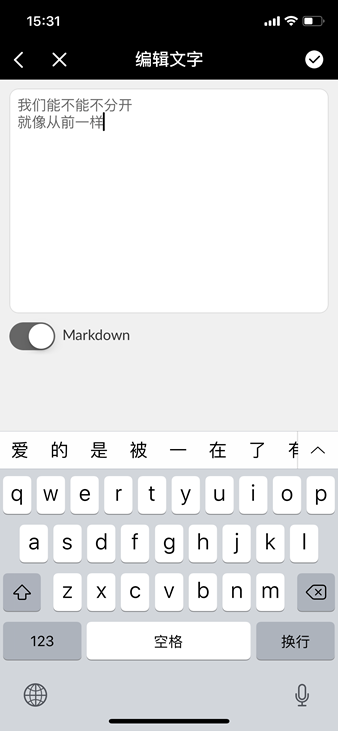 15:31
编辑文字
我们能不能不分开
就像从前一样
Markdown
爱 的 是 被 一 在 了 有
q w e r t y u i o p
a s d f g h j k l
z x c v b n m
123 空格 换行